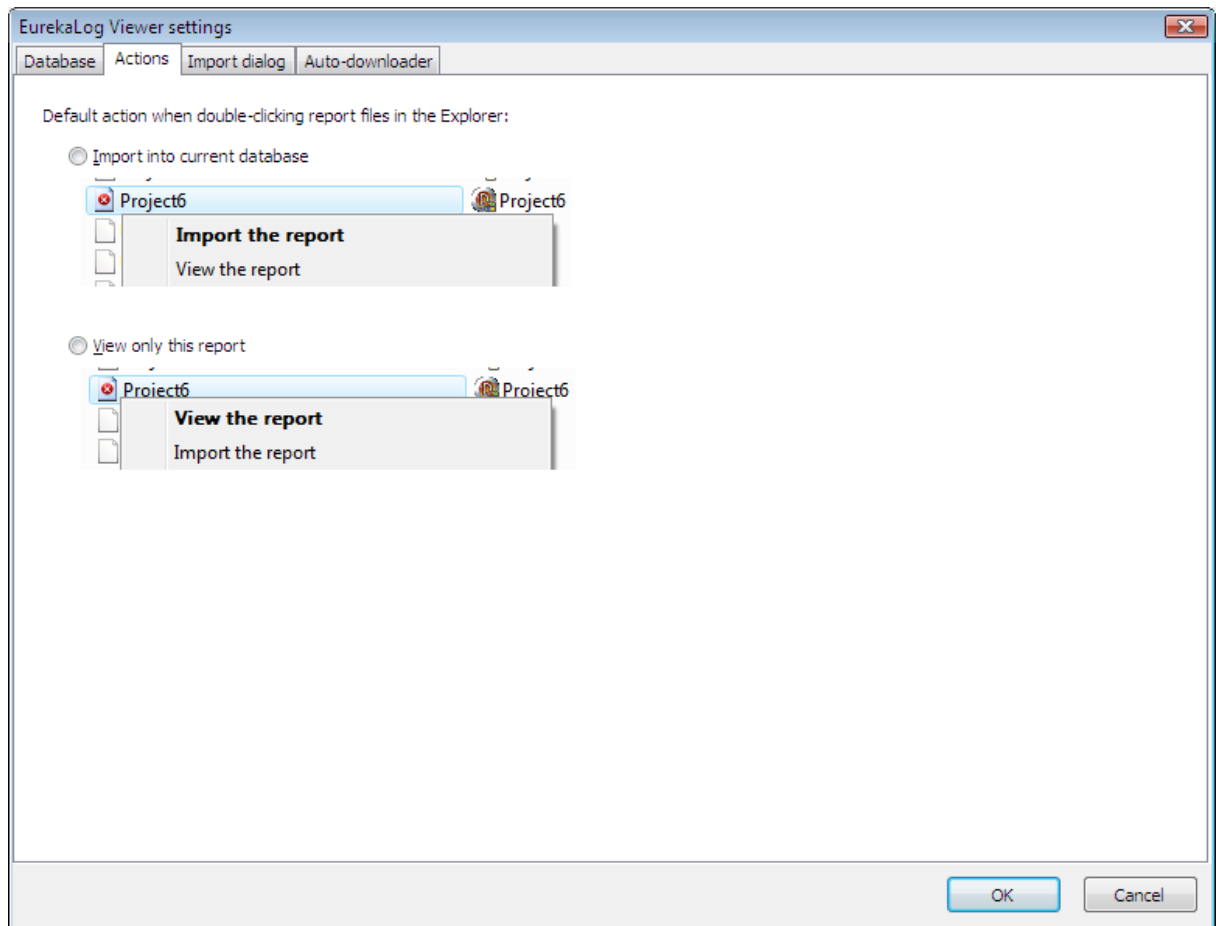 EurekaLog Viewer settings
Database Actions Import dialog Auto-downloader
Default action when double-clicking report files in the Explorer:
Import into current database
Project6 Project6
Import the report
View the report
View only this report
Project6 Project6
View the report
Import the report
OK Cancel